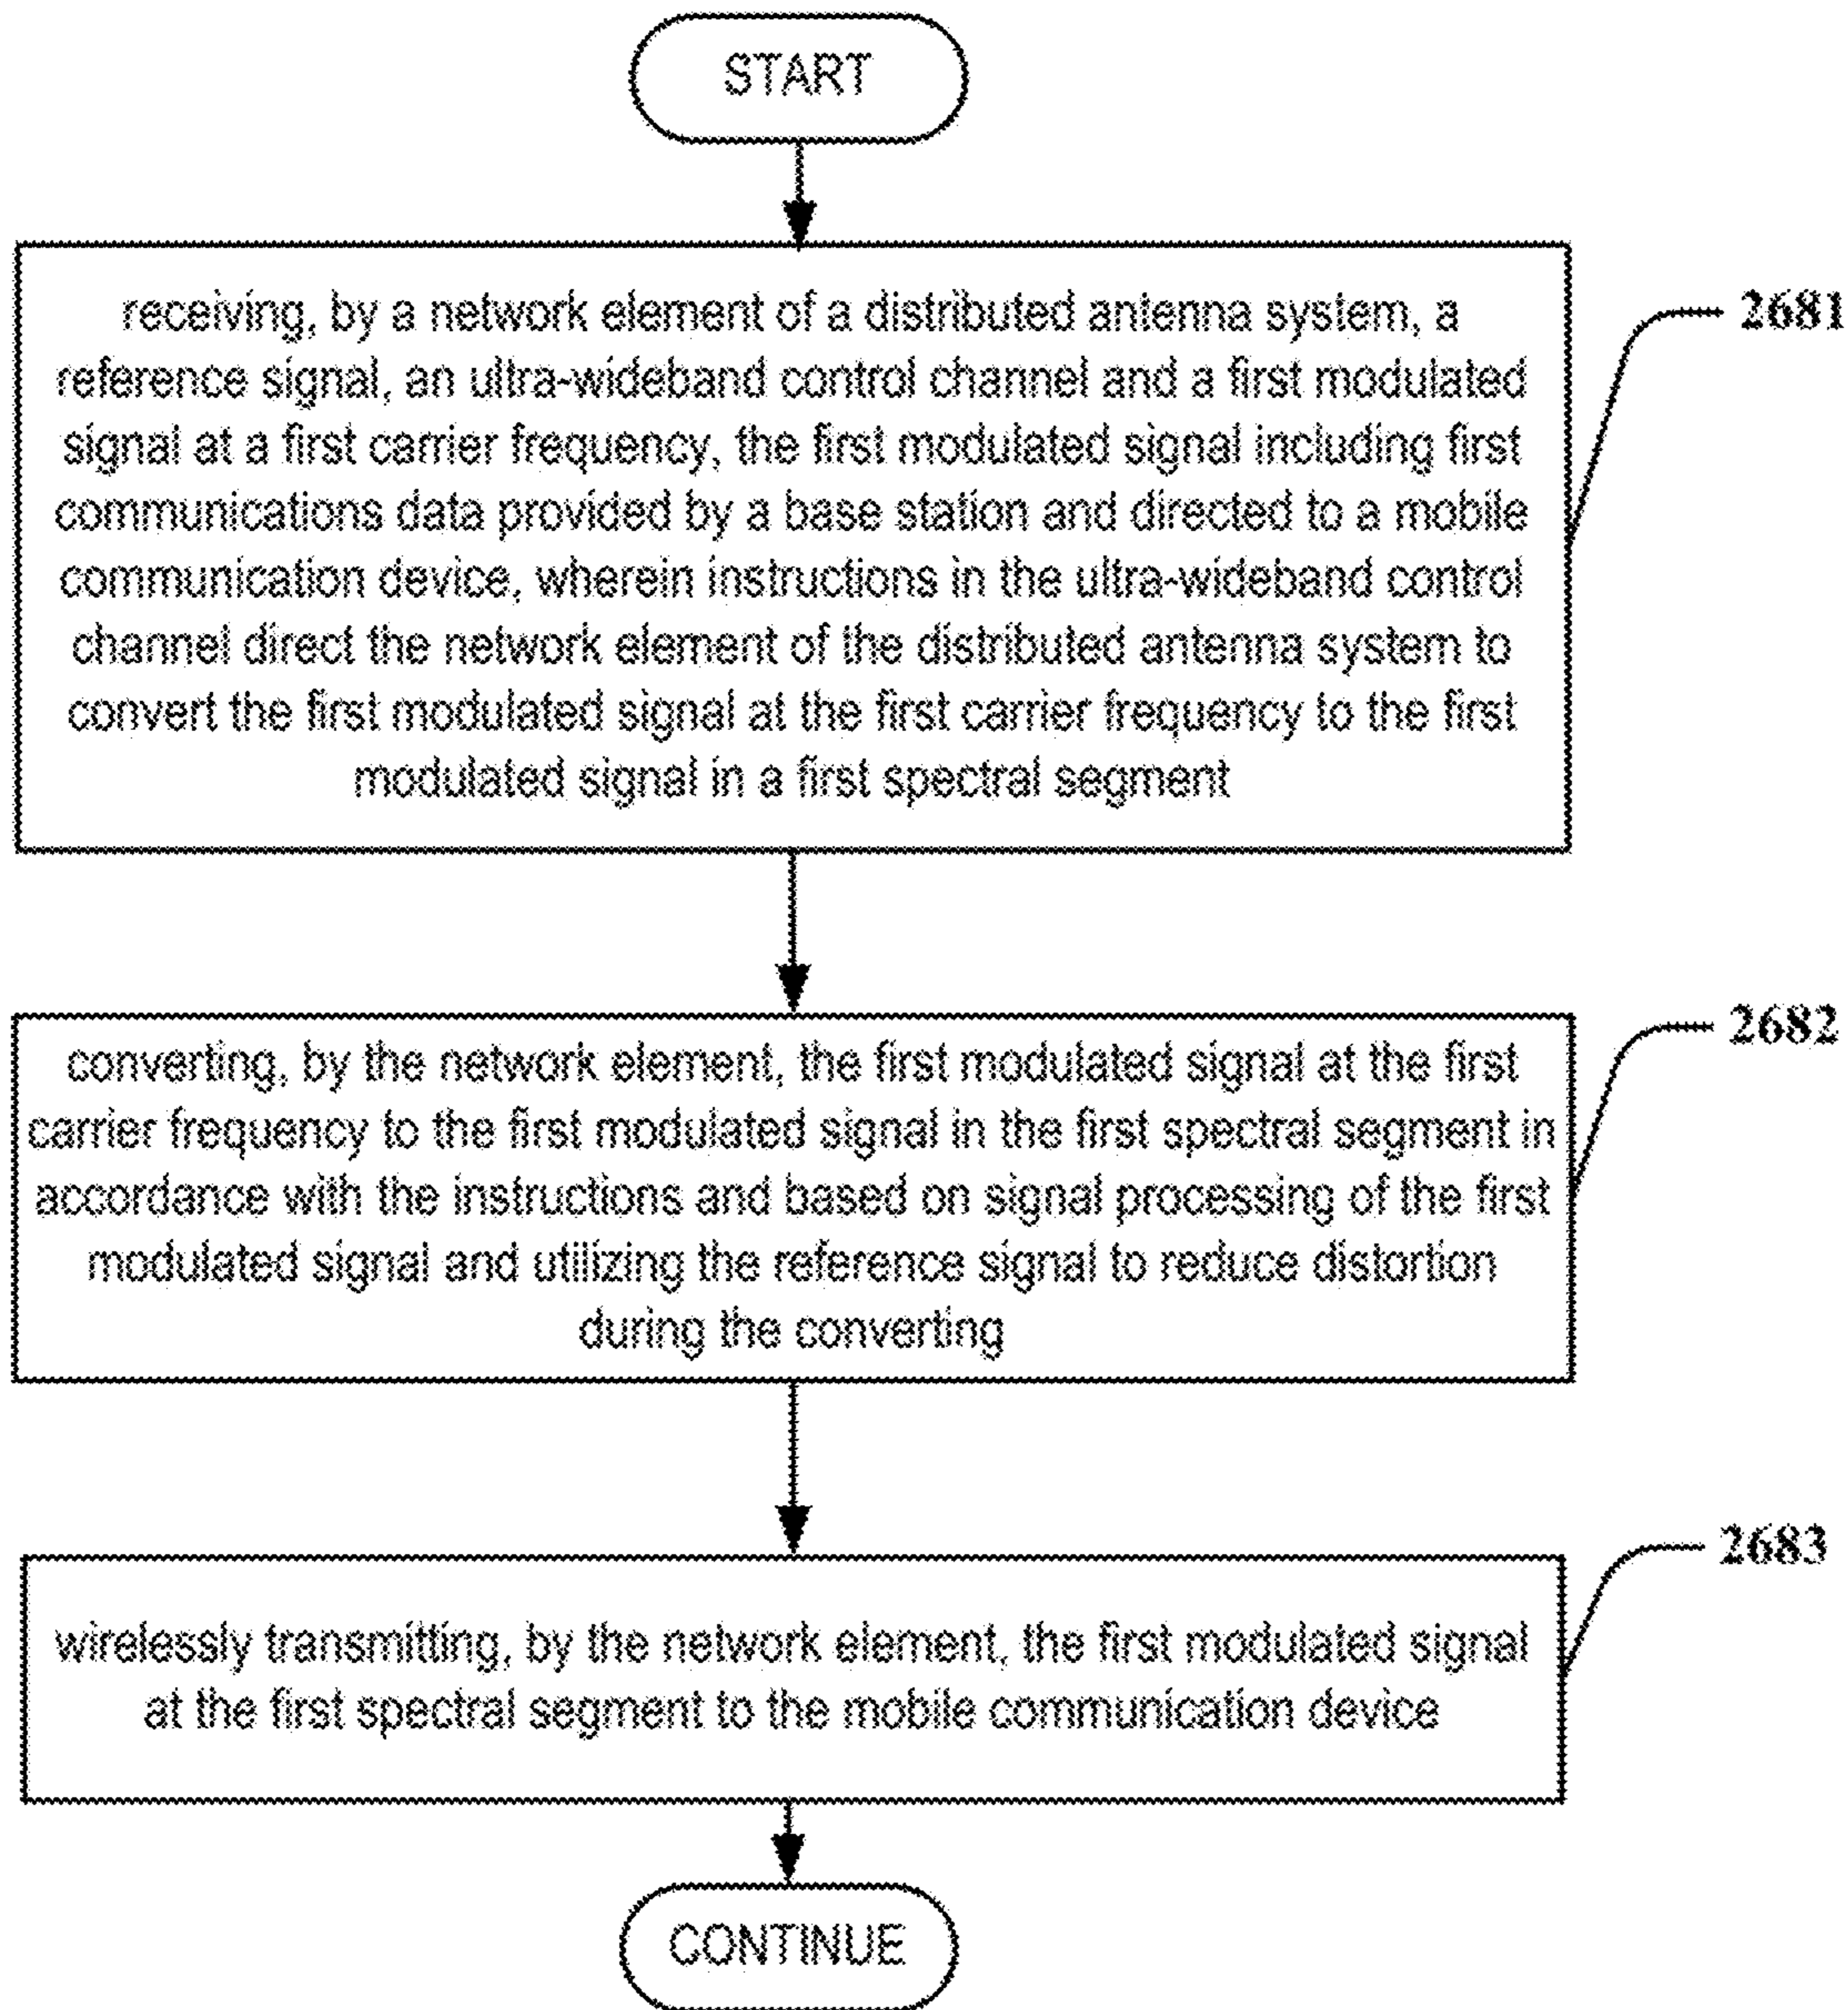 START
receiving, by a network element of a distributed antenna system, a
reference signal, an ultra-wideband control channel and a first modulated
signal at a first carrier frequency, the first modulated signal including first
communications data provided by a base station and directed to a mobile
communication device, wherein instructions in the ultra-wideband control
channel direct the network element of the distributed antenna system to
convert the first modulated signal at the first carrier frequency to the first
modulated signal in a first spectral segment
2681
converting, by the network element, the first modulated signal at the first
carrier frequency to the first modulated signal in the first spectral segment in
accordance with the instructions and based on signal processing of the first
modulated signal and utilizing the reference signal to reduce distortion
during the converting
2682
wirelessly transmitting, by the network element, the first modulated signal
at the first spectral segment to the mobile communication device
2683
CONTINUE